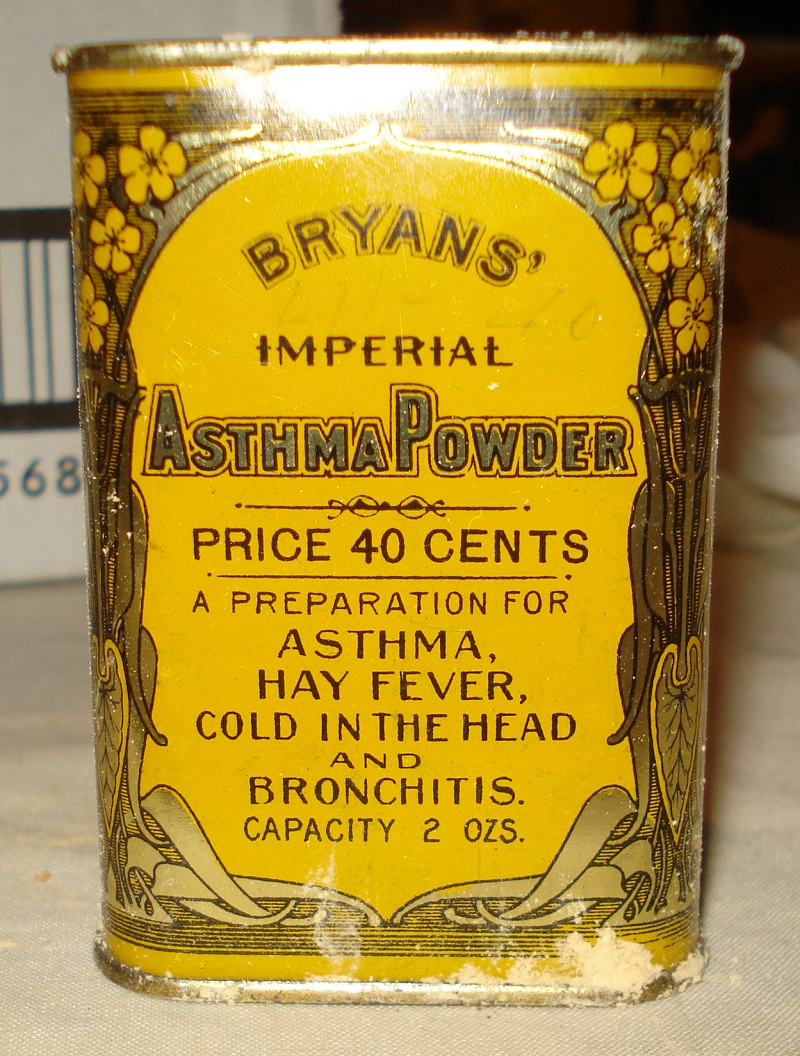 BRYANS'
IMPERIAL
ASTHMA POWDER
PRICE 40 CENTS
A PREPARATION FOR
ASTHMA,
HAY FEVER,
COLD IN THE HEAD
AND
BRONCHITIS.
CAPACITY 2 OZS.
568